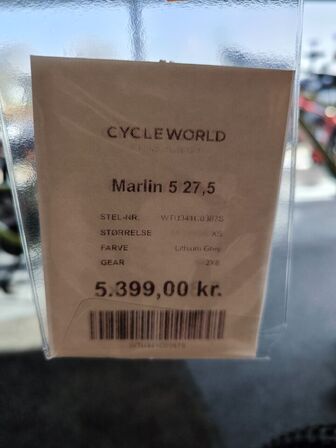 CYCLEWORLD
Marlin 5 27,5
STEL-NR.
STØRRELSE XS
FARVE Lithium Grey
GEAR 2X8
5.399,00 kr.